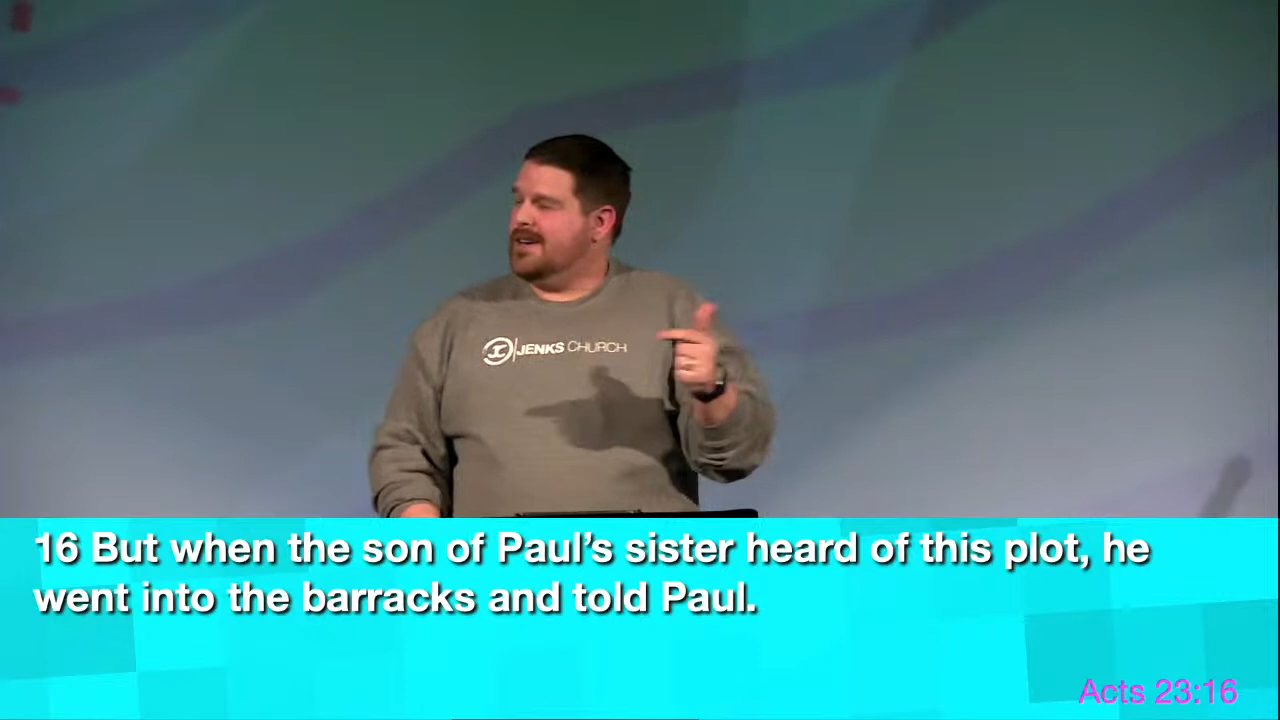 JC JENKS CHURCH
16 But when the son of Paul’s sister heard of this plot, he
went into the barracks and told Paul.
Acts 23:16